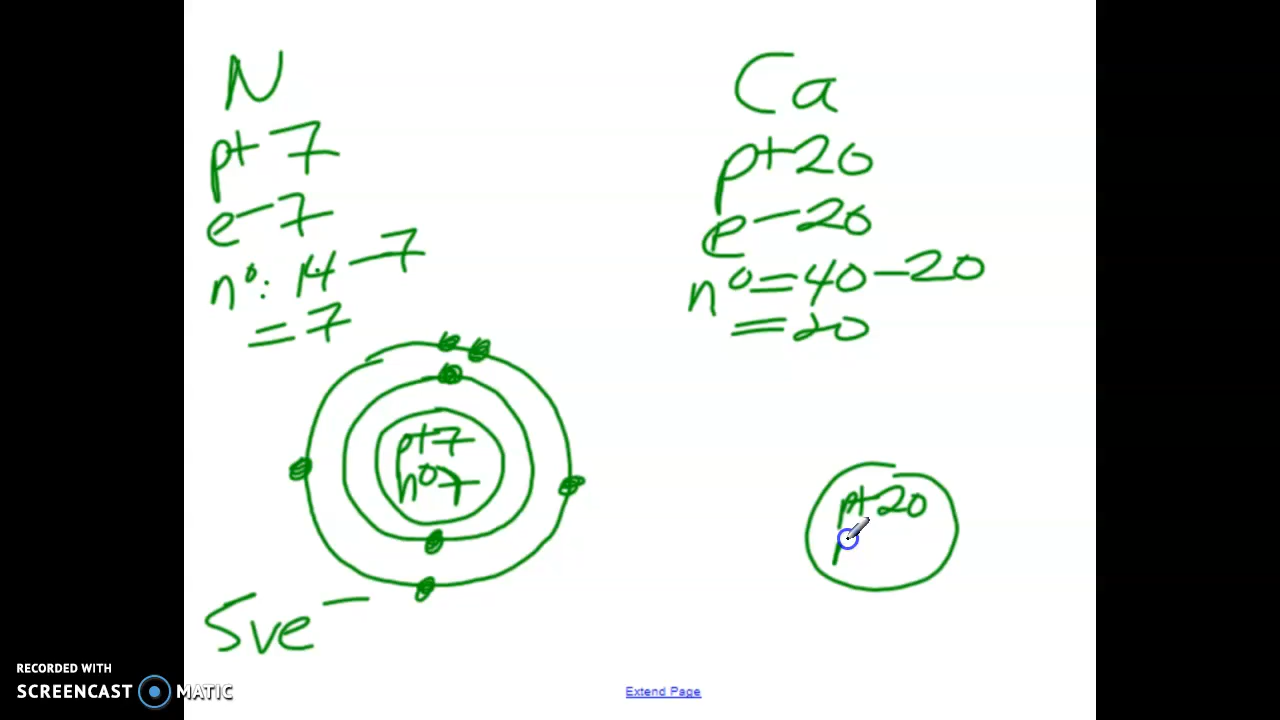 N
p+ 7
e- 7
n°: 14 - 7
= 7
p+7
n°7
5ve-
Ca
p+20
e-20
n°=40-20
=20
p+20
RECORDED WITH
SCREENCAST MATIC
Extend Page